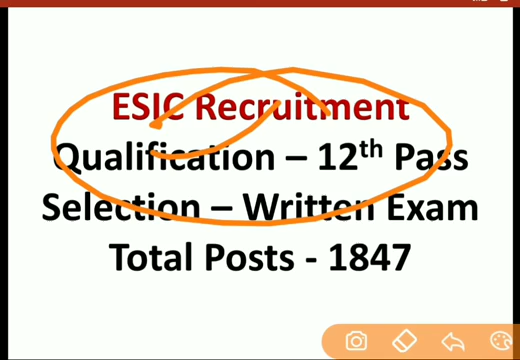 ESIC Recruitment
Qualification – 12th Pass
Selection – Written Exam
Total Posts - 1847